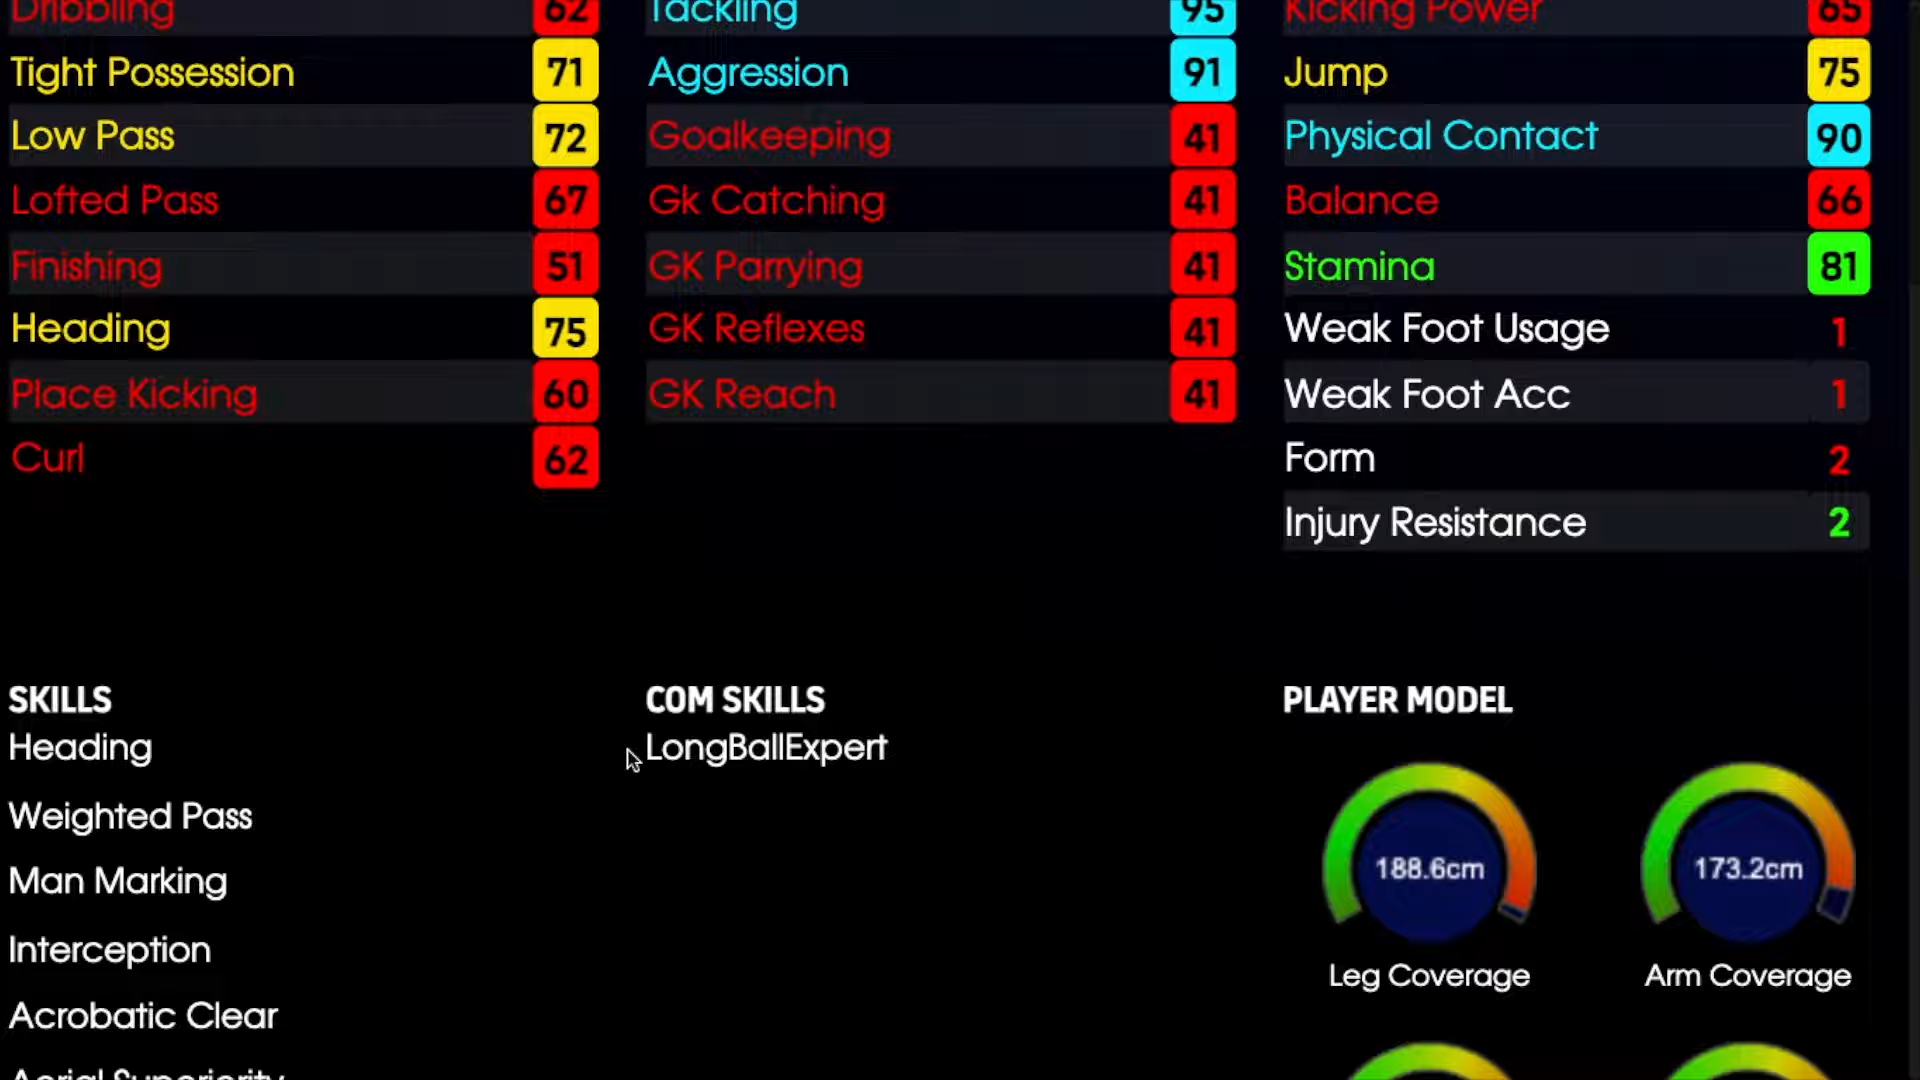 Dribbling 62
Tight Possession 71
Low Pass 72
Lofted Pass 67
Finishing 51
Heading 75
Place Kicking 60
Curl 62
Tackling 95
Aggression 91
Goalkeeping 41
Gk Catching 41
GK Parrying 41
GK Reflexes 41
GK Reach 41
Kicking Power 65
Jump 75
Physical Contact 90
Balance 66
Stamina 81
Weak Foot Usage 1
Weak Foot Acc 1
Form 2
Injury Resistance 2
SKILLS
Heading
Weighted Pass
Man Marking
Interception
Acrobatic Clear
Aerial Superiority
COM SKILLS
LongBallExpert
PLAYER MODEL
188.6cm
Leg Coverage
173.2cm
Arm Coverage